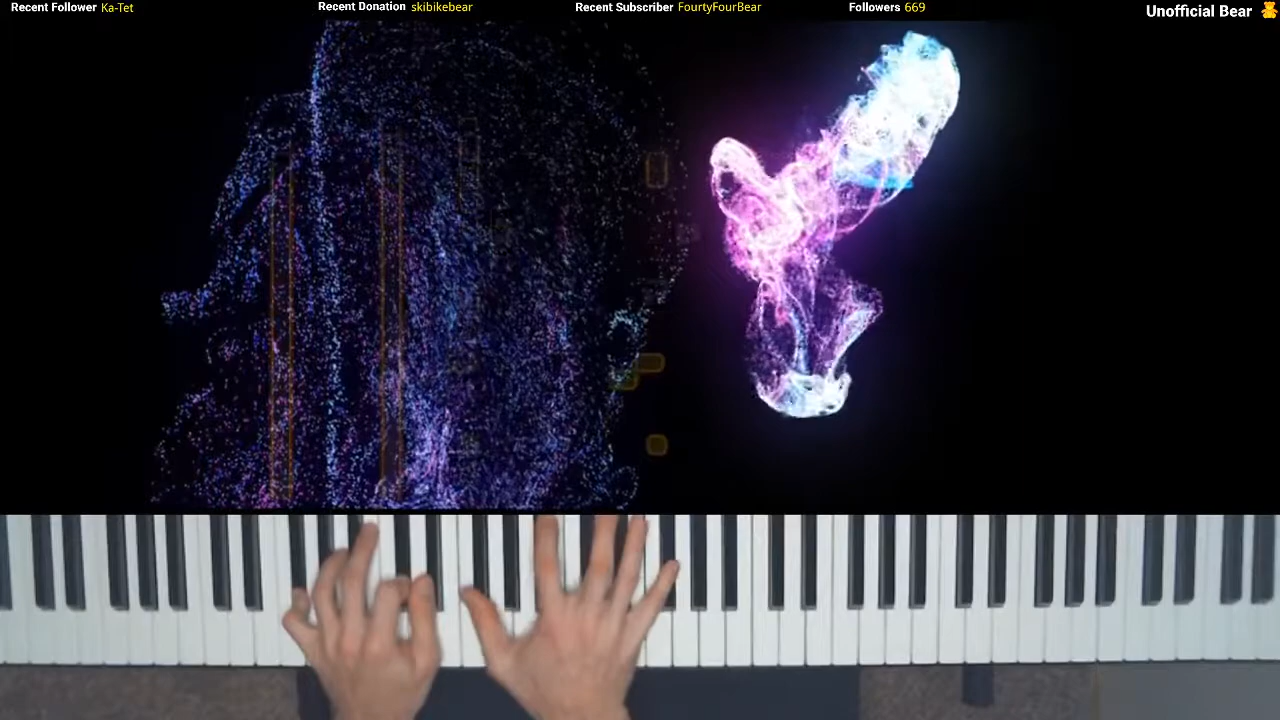 Recent Follower Ka-Tet
Recent Donation skibikebear
Recent Subscriber FourtyFourBear
Followers 669
Unofficial Bear